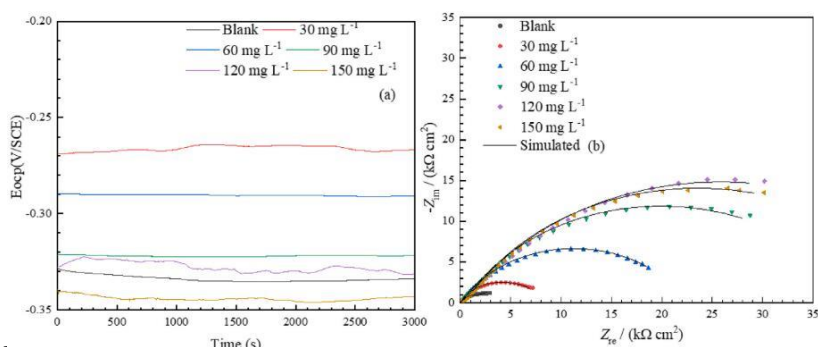 -0.20
Blank 30 mg L⁻¹
60 mg L⁻¹ 90 mg L⁻¹
120 mg L⁻¹ 150 mg L⁻¹
(a)
-0.25
-0.30
-0.35
Eocp(V/SCE)
0 500 1000 1500 2000 2500 3000
Time (s)
35
30
25
20
15
10
5
0
-Zim / (kΩ cm²)
Blank
30 mg L⁻¹
60 mg L⁻¹
90 mg L⁻¹
120 mg L⁻¹
150 mg L⁻¹
Simulated (b)
0 5 10 15 20 25 30 35
Zre / (kΩ cm²)